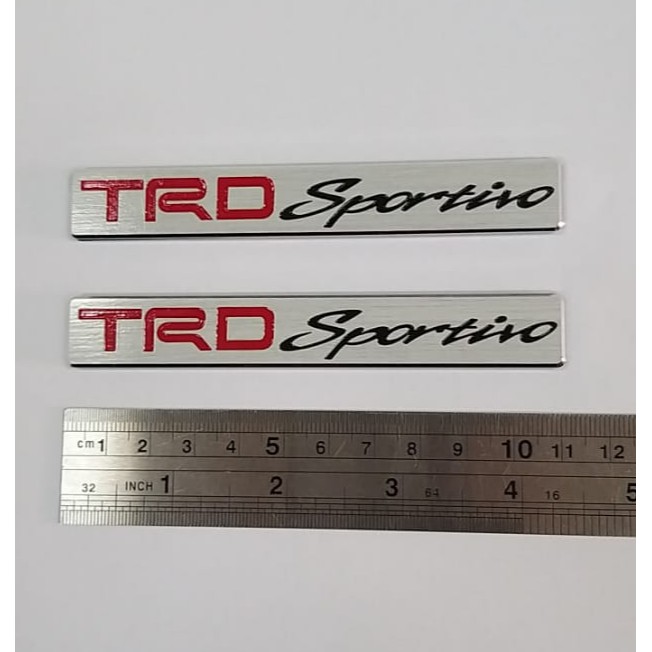 TRD Sportivo
TRD Sportivo
cm 1 2 3 4 5 6 7 8 9 10 11 12
32 INCH 1 2 3 64 4 16 5